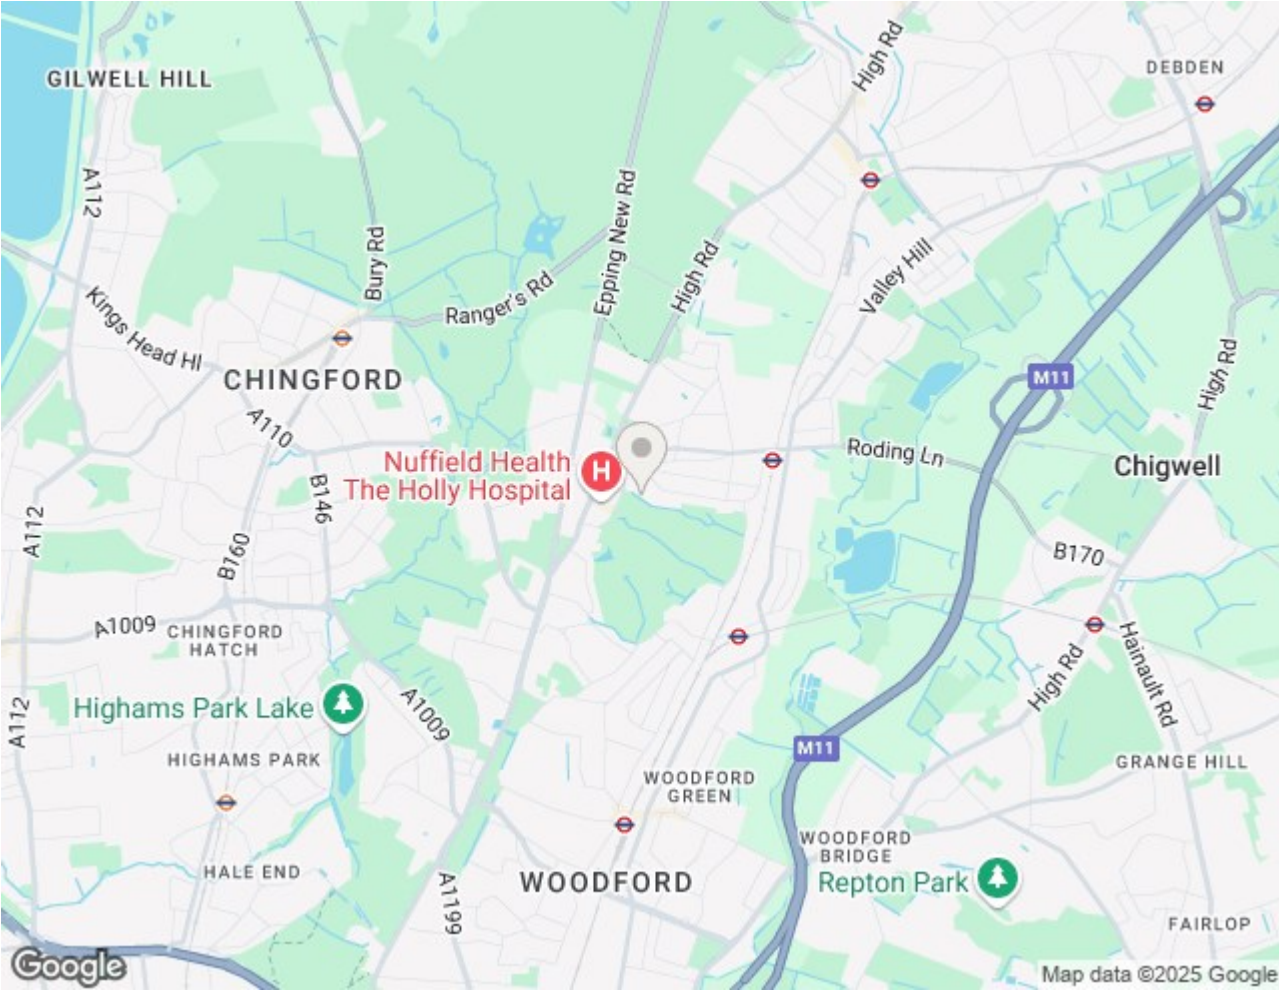 High Rd
DEBDEN
GILWELL HILL
A112
Epping New Rd
Bury Rd
High Rd
Valley Hill
Ranger's Rd
Kings Head Hl
CHINGFORD
M11
High Rd
A110
Nuffield Health
The Holly Hospital
H
Roding Ln
Chigwell
B146
A112
B160
B170
A1009
CHINGFORD
HATCH
Hainault Rd
High Rd
Highams Park Lake
A1009
A112
M11
HIGHAMS PARK
GRANGE HILL
WOODFORD
GREEN
WOODFORD
BRIDGE
HALE END
WOODFORD
Repton Park
A1199
FAIRLOP
Google
Map data ©2025 Google